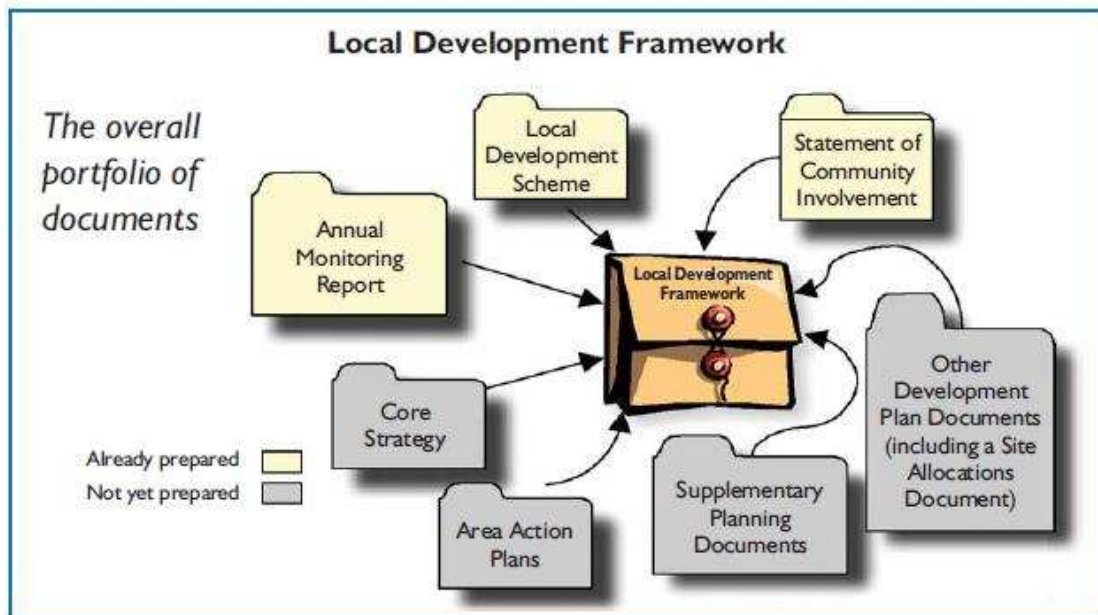 Local Development Framework
The overall
portfolio of
documents
Local
Development
Scheme
Statement of
Community
Involvement
Annual
Monitoring
Report
Local Development
Framework
Core
Strategy
Other
Development
Plan Documents
(including a Site
Allocations
Document)
Already prepared
Not yet prepared
Area Action
Plans
Supplementary
Planning
Documents